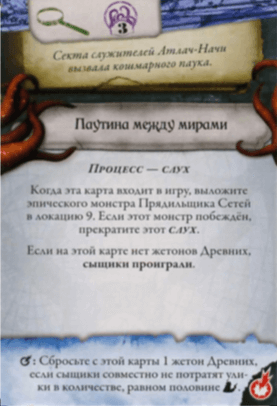 3
Секта служителей Атлач-Начи
вызвала кошмарного паука.
Паутина между мирами
Процесс — слух
Когда эта карта входит в игру, выложите
эпического монстра Прядильщика Сетей
в локацию 9. Если этот монстр побеждён,
прекратите этот слух.
Если на этой карте нет жетонов Древних,
сыщики проиграли.
: Сбросьте с этой карты 1 жетон Древних,
если сыщики совместно не потратят ули-
ки в количестве, равном половине